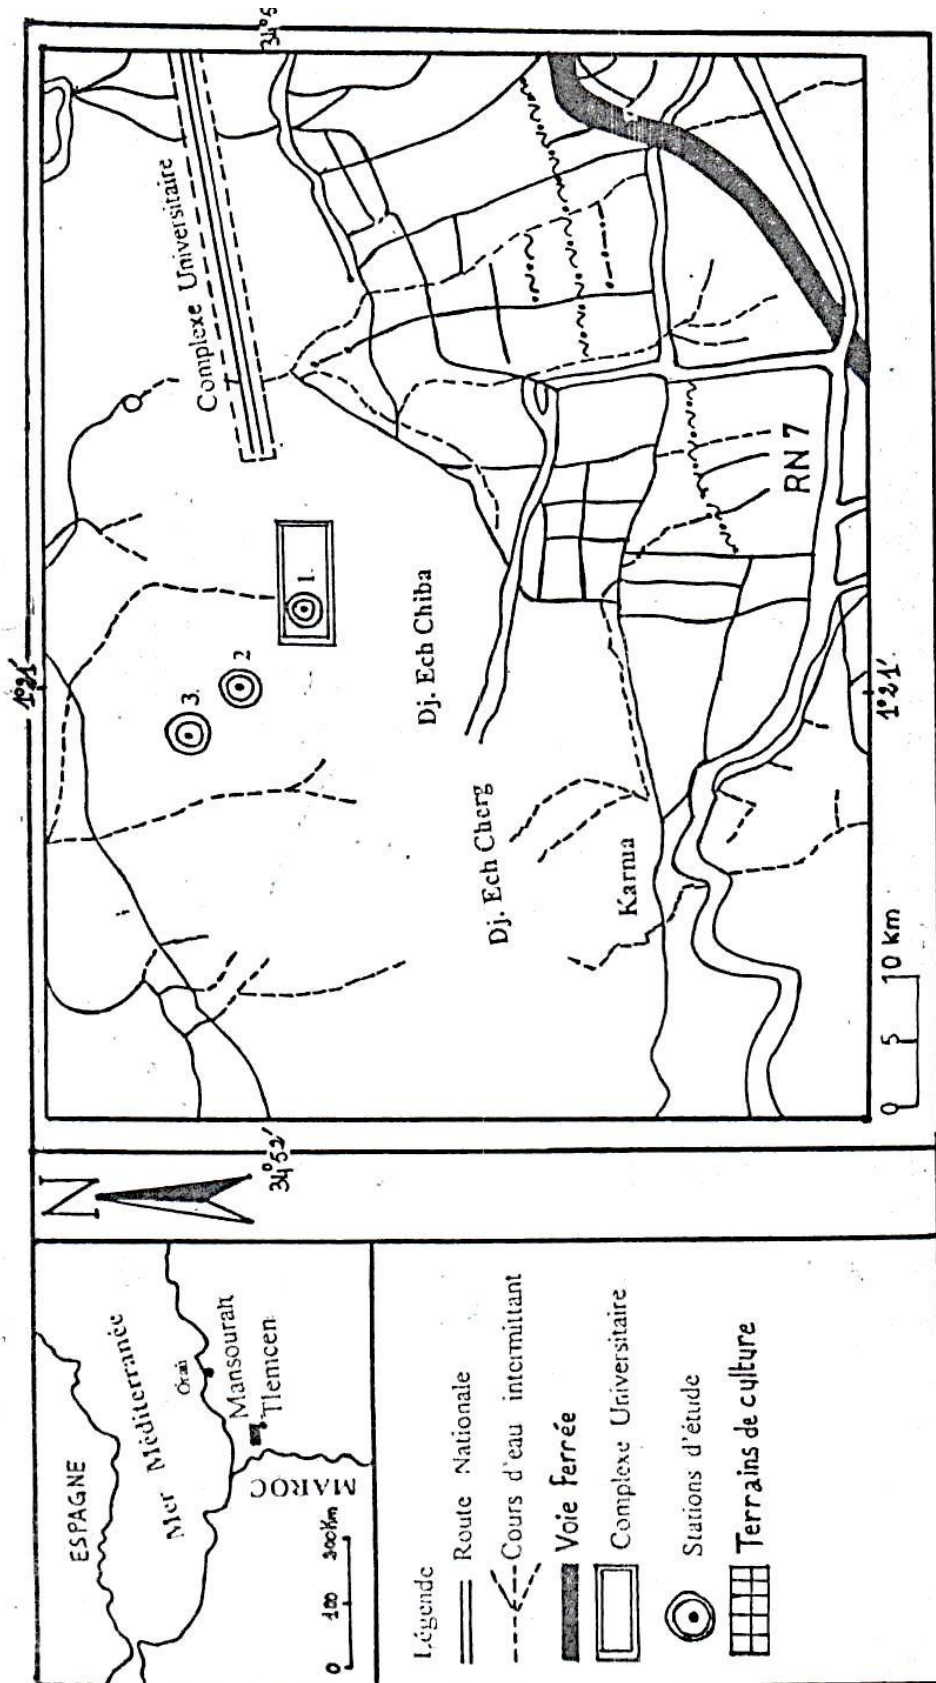 ESPAGNE
Mer Méditerranée
Oran
Mansourah
Tlemcen
MAROC
0 100 200Km
Légende
Route Nationale
Cours d'eau intermittant
Voie Ferrée
Complexe Universitaire
Stations d'étude
Terrains de culture
N
34°52'
34°5
1°21'
1°21'
Complexe Universitaire
1.
2
3.
Dj. Ech Chiba
Dj. Ech Cherg
Karma
RN 7
0 5 10 km